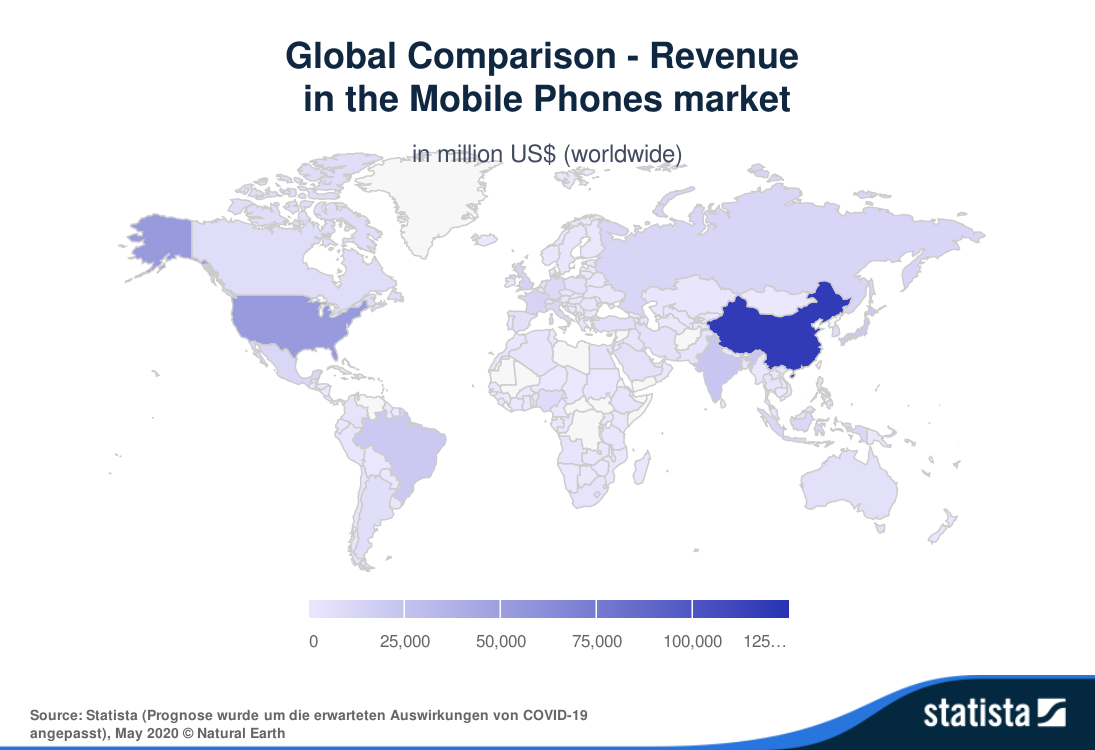 Global Comparison - Revenue
in the Mobile Phones market
in million US$ (worldwide)
0 25,000 50,000 75,000 100,000 125…
Source: Statista (Prognose wurde um die erwarteten Auswirkungen von COVID-19
angepasst), May 2020 © Natural Earth
statista